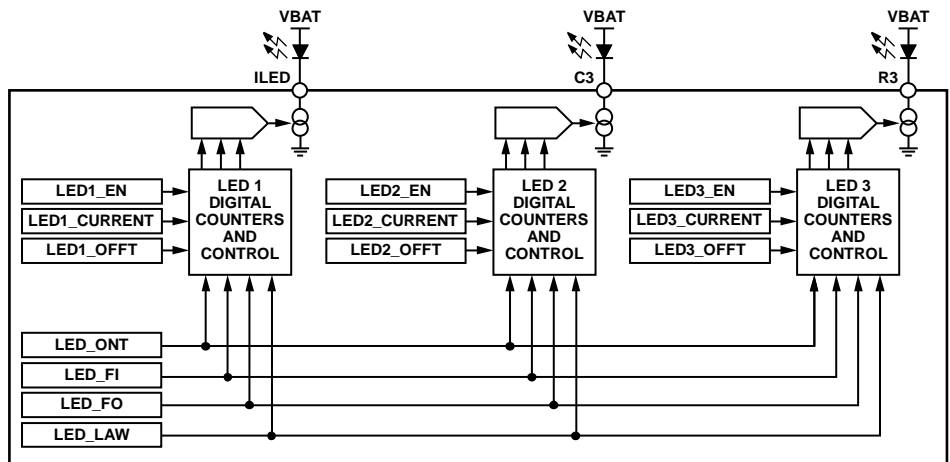 VBAT
VBAT
VBAT
ILED
C3
R3
LED1_EN
LED1_CURRENT
LED1_OFFT
LED 1
DIGITAL
COUNTERS
AND
CONTROL
LED2_EN
LED2_CURRENT
LED2_OFFT
LED 2
DIGITAL
COUNTERS
AND
CONTROL
LED3_EN
LED3_CURRENT
LED3_OFFT
LED 3
DIGITAL
COUNTERS
AND
CONTROL
LED_ONT
LED_FI
LED_FO
LED_LAW